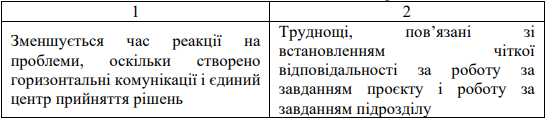 1
2
Зменшується час реакції на
проблеми, оскільки створено
горизонтальні комунікації і єдиний
центр прийняття рішень
Труднощі, пов’язані зі
встановленням чіткої
відповідальності за роботу за
завданням проєкту і роботу за
завданням підрозділу